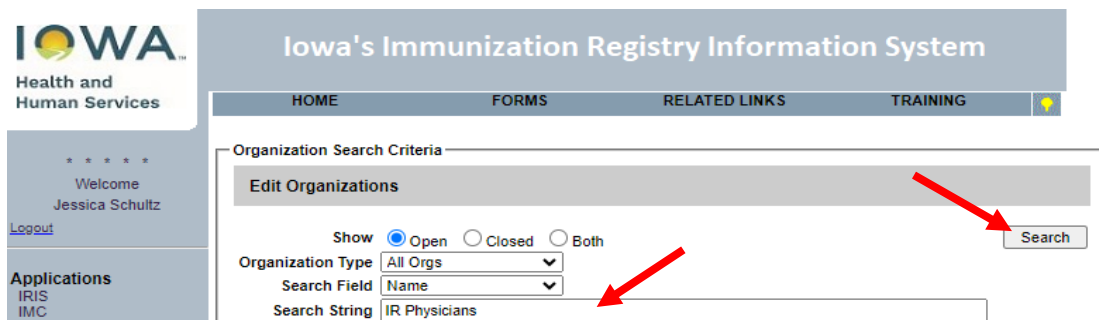 IOWA™
Health and
Human Services
Iowa's Immunization Registry Information System
HOME FORMS RELATED LINKS TRAINING
* * * * *
Welcome
Jessica Schultz
Logout
Applications
IRIS
IMC
Organization Search Criteria
Edit Organizations
Show Open Closed Both
Search
Organization Type All Orgs
Search Field Name
Search String IR Physicians